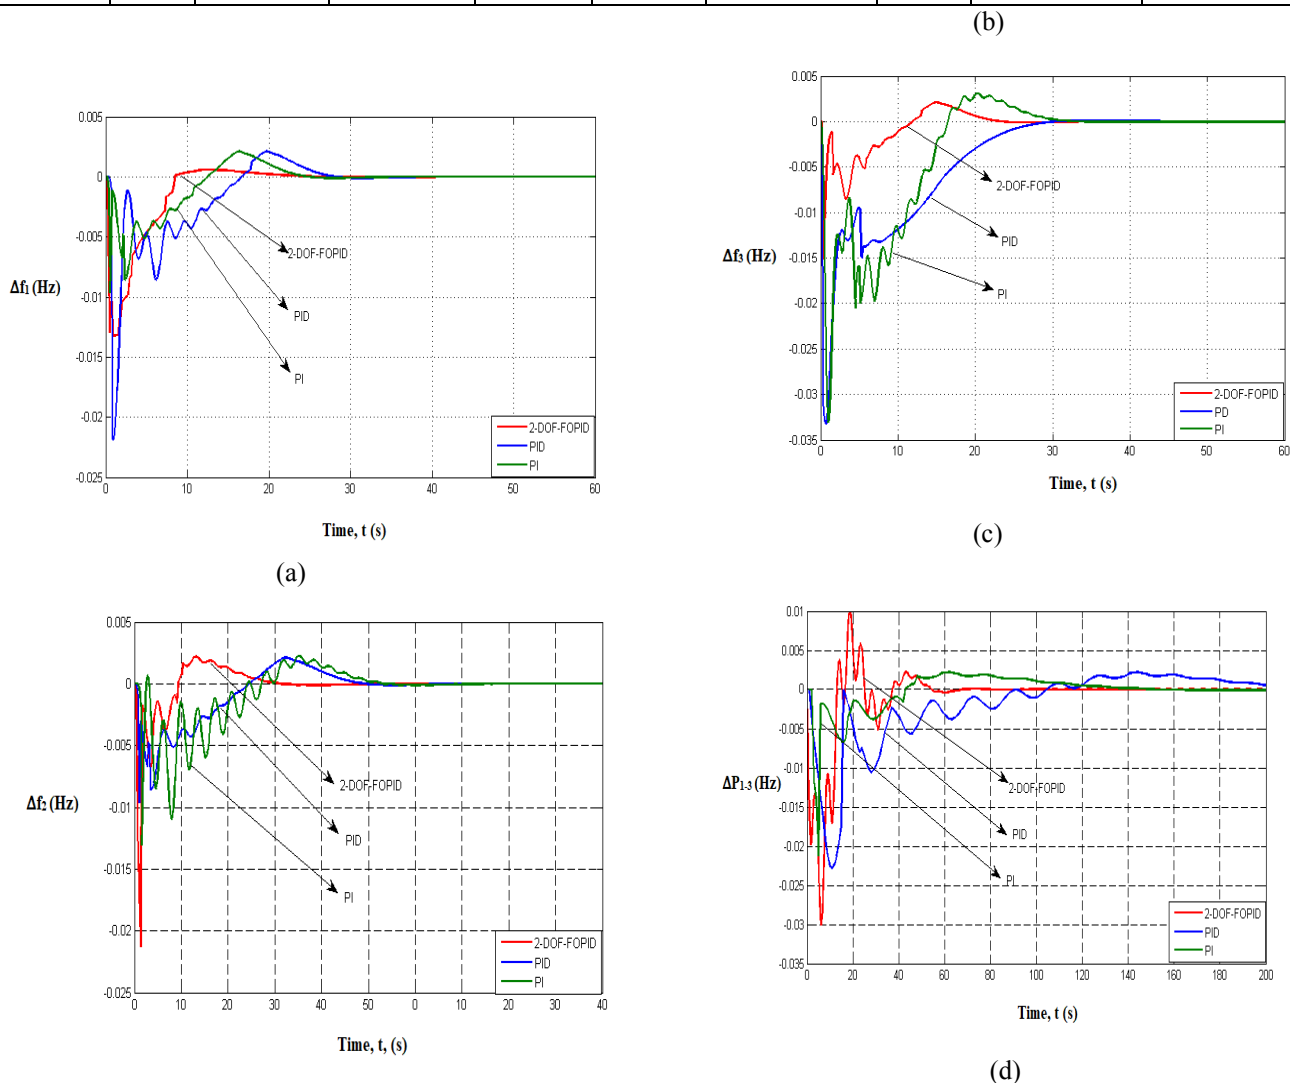 (b)
0.005
0
-0.005
-0.01
-0.015
-0.02
-0.025
Δf1 (Hz)
2-DOF-FOPID
PID
PI
2-DOF-FOPID
PID
PI
0 10 20 30 40 50 60
Time, t (s)
(a)
0.005
0
-0.005
-0.01
-0.015
-0.02
-0.025
-0.03
-0.035
Δf3 (Hz)
2-DOF-FOPID
PID
PI
2-DOF-FOPID
PD
PI
0 10 20 30 40 50 60
Time, t (s)
(c)
0.005
0
-0.005
-0.01
-0.015
-0.02
-0.025
Δf2 (Hz)
2-DOF-FOPID
PID
PI
2-DOF-FOPID
PID
PI
0 10 20 30 40 50 0 10 20 30 40
Time, t, (s)
0.01
0.005
0
-0.005
-0.01
-0.015
-0.02
-0.025
-0.03
-0.035
ΔP1-3 (Hz)
2-DOF-FOPID
PID
PI
2-DOF-FOPID
PID
PI
0 20 40 60 80 100 120 140 160 180 200
Time, t (s)
(d)